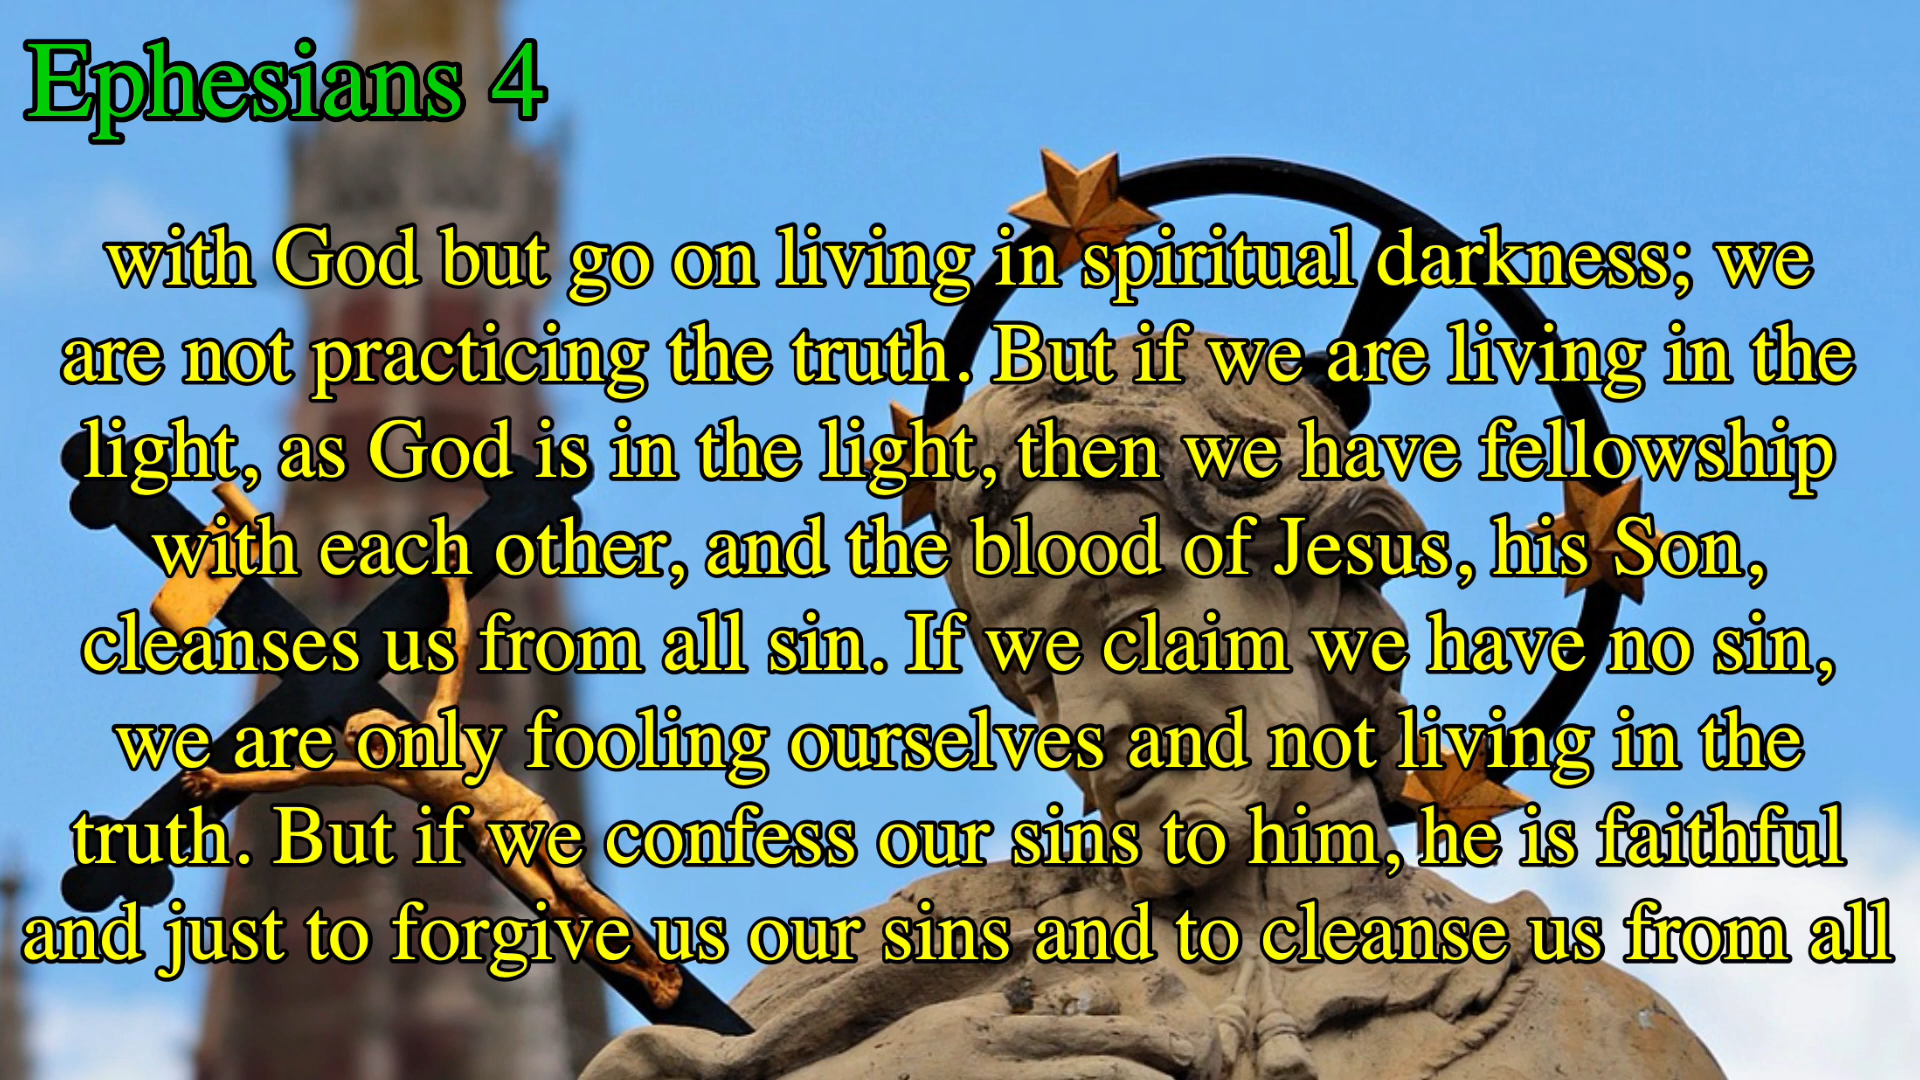 Ephesians 4
with God but go on living in spiritual darkness; we
are not practicing the truth. But if we are living in the
light, as God is in the light, then we have fellowship
with each other, and the blood of Jesus, his Son,
cleanses us from all sin. If we claim we have no sin,
we are only fooling ourselves and not living in the
truth. But if we confess our sins to him, he is faithful
and just to forgive us our sins and to cleanse us from all